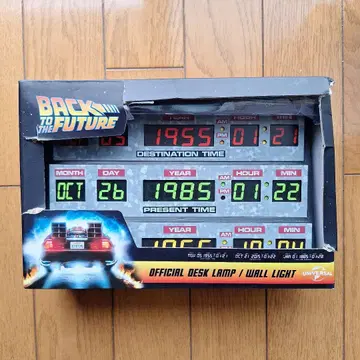 BACK
TO THE
FUTURE
1955 01 21
DESTINATION TIME
MONTH DAY YEAR HOUR MIN
OCT 26 1985 AM PM 01 22
PRESENT TIME
YEAR HOUR MIN
OFFICIAL DESK LAMP / WALL LIGHT
UNIVERSAL